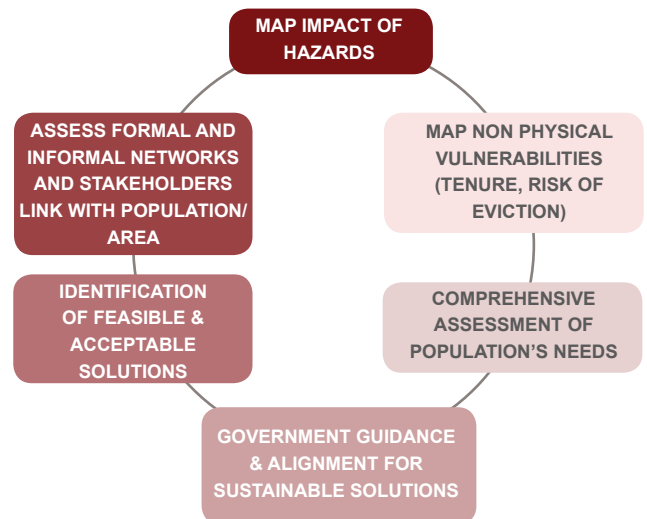 MAP IMPACT OF
HAZARDS
MAP NON PHYSICAL
VULNERABILITIES
(TENURE, RISK OF
EVICTION)
COMPREHENSIVE
ASSESSMENT OF
POPULATION’S NEEDS
GOVERNMENT GUIDANCE
& ALIGNMENT FOR
SUSTAINABLE SOLUTIONS
IDENTIFICATION
OF FEASIBLE &
ACCEPTABLE
SOLUTIONS
ASSESS FORMAL AND
INFORMAL NETWORKS
AND STAKEHOLDERS
LINK WITH POPULATION/
AREA